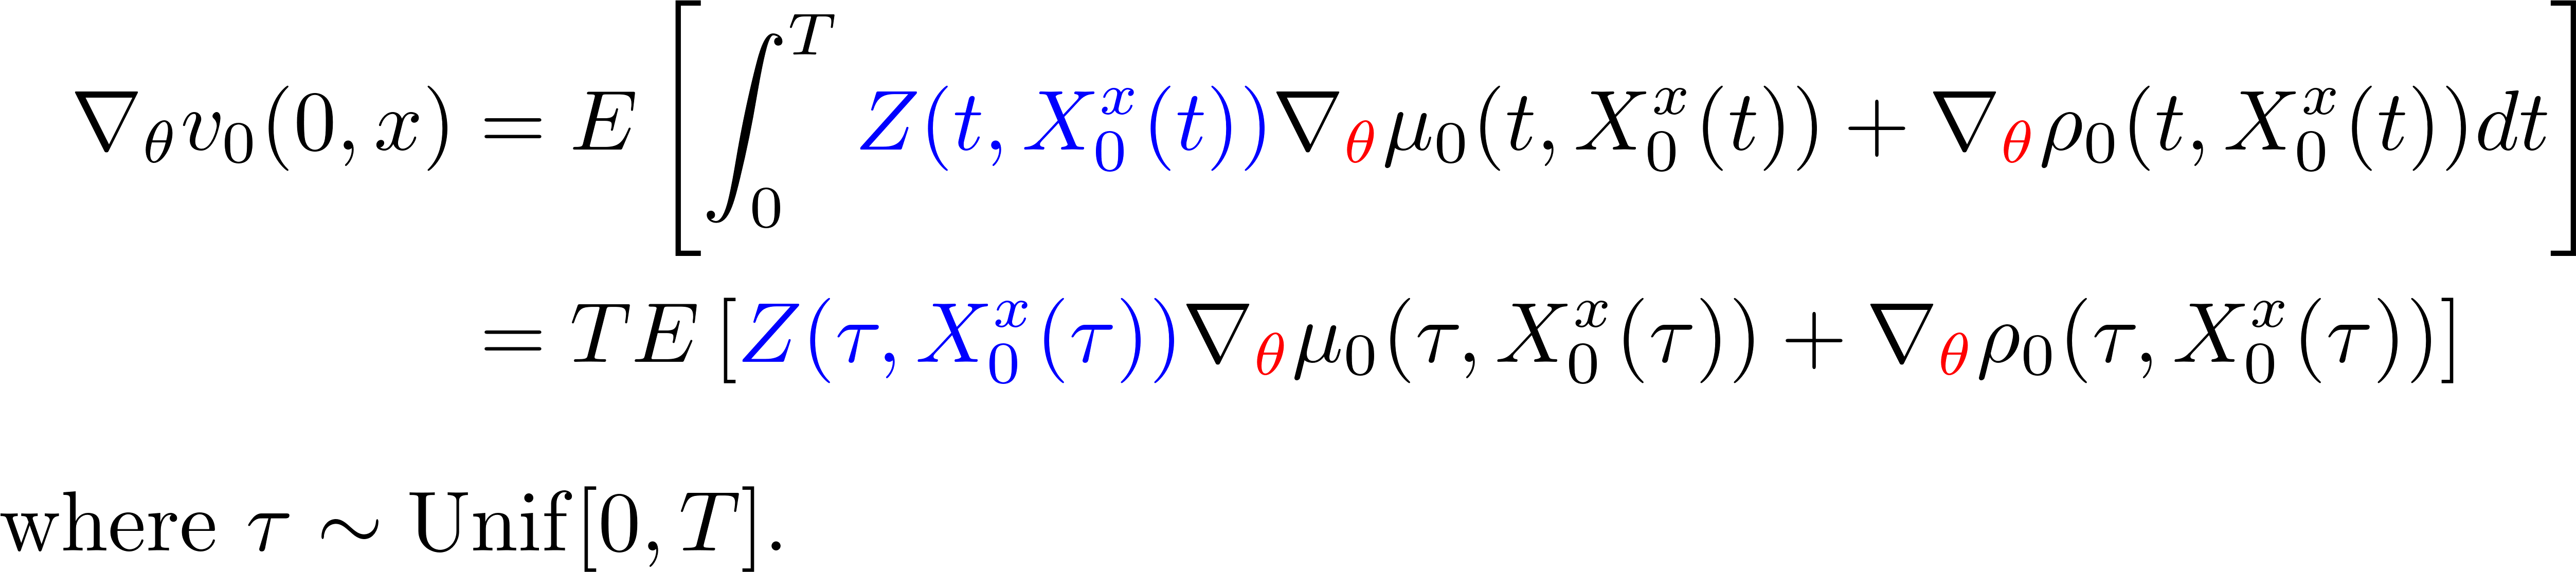 ∇_θ v_0(0, x) = E [ ∫_0^T Z(t, X_0^x(t))∇_θ μ_0(t, X_0^x(t)) + ∇_θ ρ_0(t, X_0^x(t))dt ]
= TE [Z(τ, X_0^x(τ))∇_θ μ_0(τ, X_0^x(τ)) + ∇_θ ρ_0(τ, X_0^x(τ))]
where τ ∼ Unif[0, T].